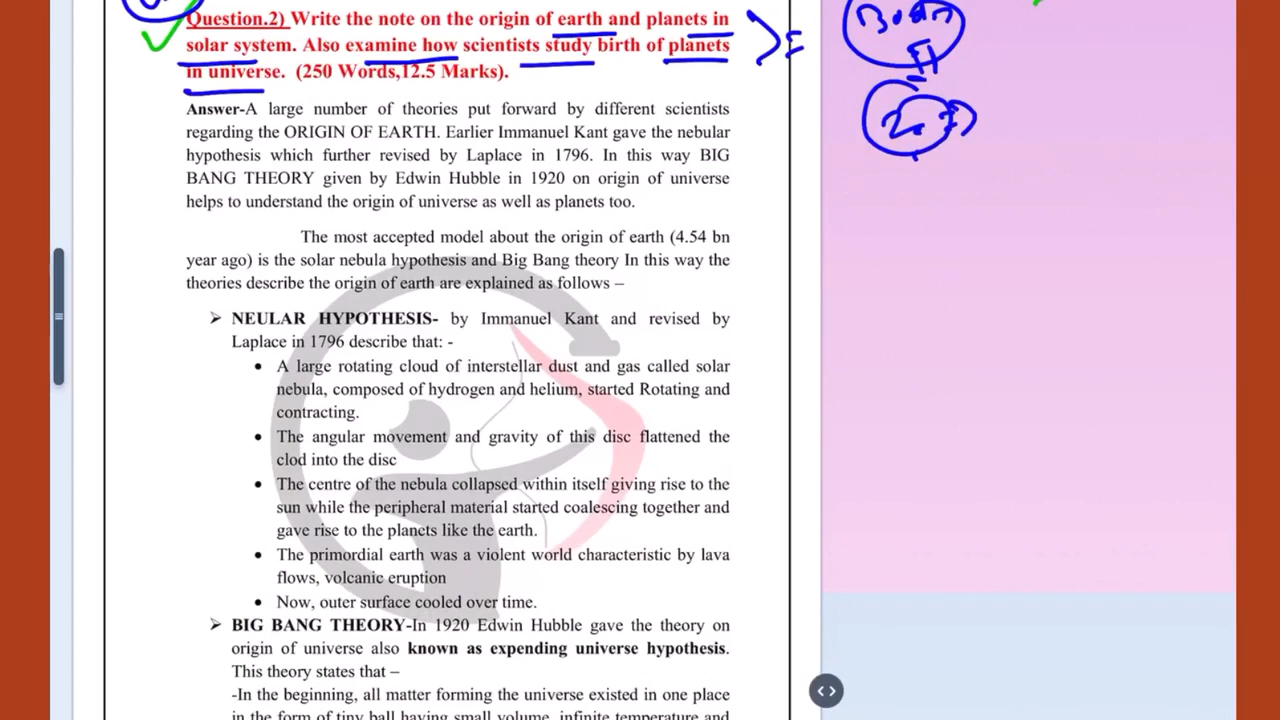 Question.2) Write the note on the origin of earth and planets in
solar system. Also examine how scientists study birth of planets
in universe. (250 Words,12.5 Marks).
Answer-A large number of theories put forward by different scientists
regarding the ORIGIN OF EARTH. Earlier Immanuel Kant gave the nebular
hypothesis which further revised by Laplace in 1796. In this way BIG
BANG THEORY given by Edwin Hubble in 1920 on origin of universe
helps to understand the origin of universe as well as planets too.
The most accepted model about the origin of earth (4.54 bn
year ago) is the solar nebula hypothesis and Big Bang theory In this way the
theories describe the origin of earth are explained as follows –
➢ NEULAR HYPOTHESIS- by Immanuel Kant and revised by
Laplace in 1796 describe that: -
• A large rotating cloud of interstellar dust and gas called solar
nebula, composed of hydrogen and helium, started Rotating and
contracting.
• The angular movement and gravity of this disc flattened the
clod into the disc
• The centre of the nebula collapsed within itself giving rise to the
sun while the peripheral material started coalescing together and
gave rise to the planets like the earth.
• The primordial earth was a violent world characteristic by lava
flows, volcanic eruption
• Now, outer surface cooled over time.
➢ BIG BANG THEORY-In 1920 Edwin Hubble gave the theory on
origin of universe also known as expending universe hypothesis.
This theory states that –
-In the beginning, all matter forming the universe existed in one place
in the form of tiny ball having small volume, infinite temperature and